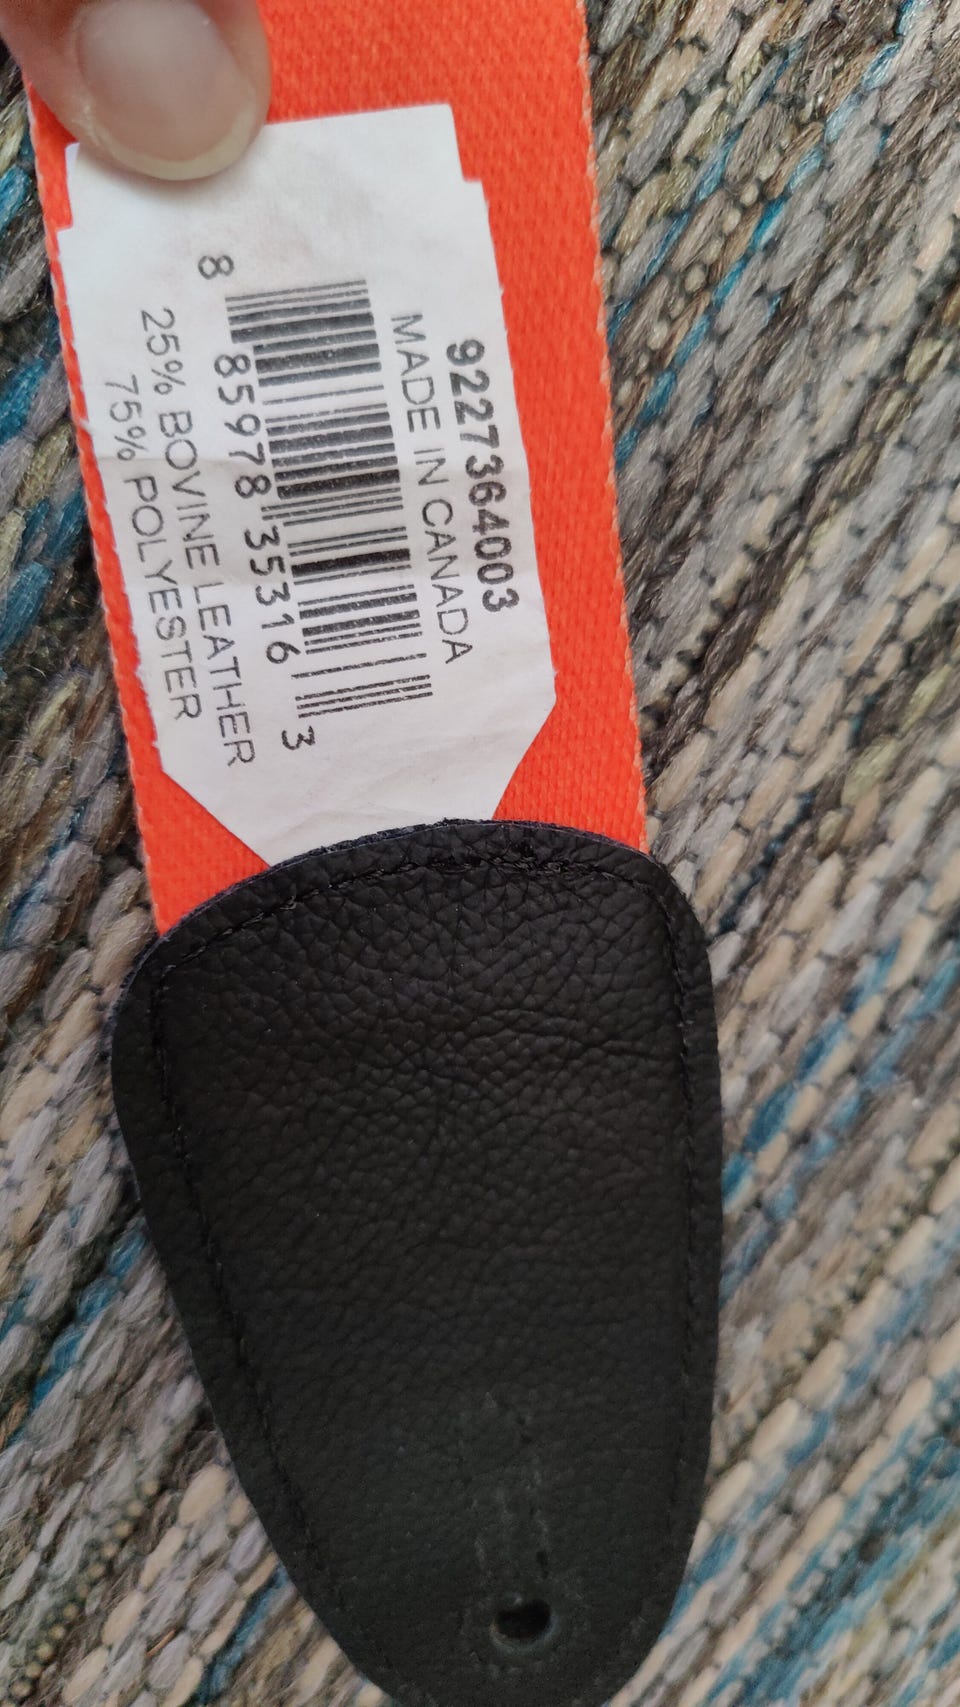 9227364003
MADE IN CANADA
8 85978 35316 3
25% BOVINE LEATHER
75% POLYESTER